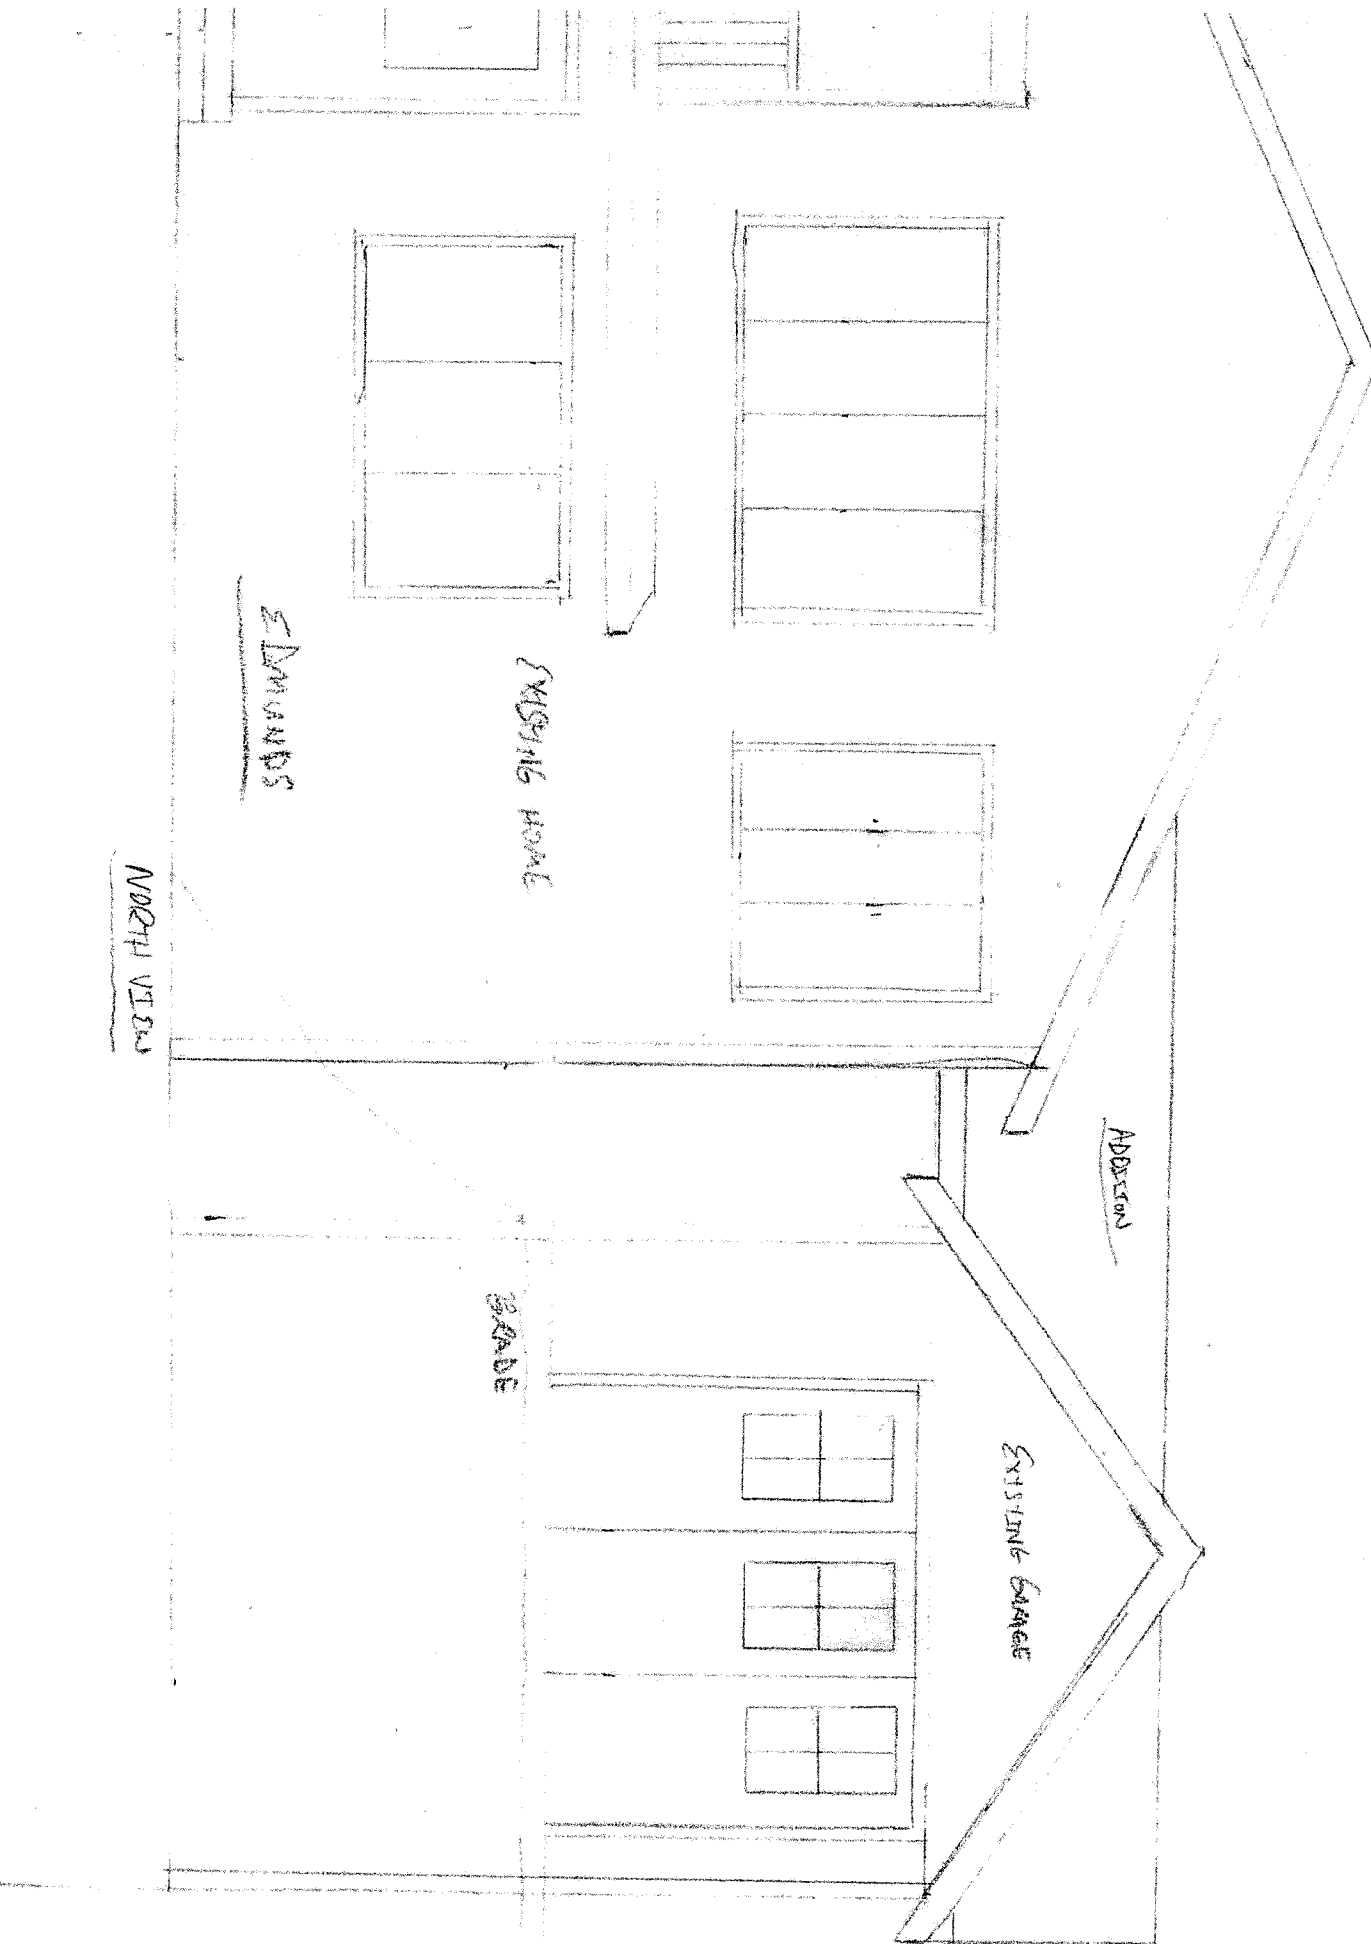 ADDITION
EXISTING GARAGE
EXISTING HOME
GRADE
EDMUNDS
NORTH VIEW